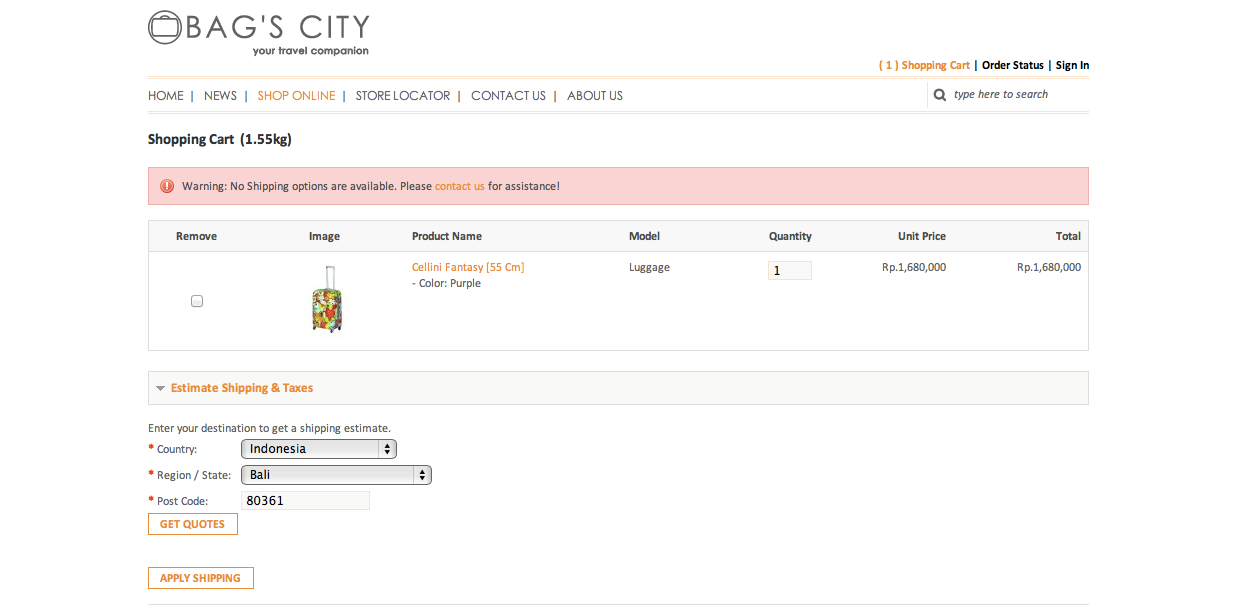 BAG'S CITY
your travel companion
( 1 ) Shopping Cart | Order Status | Sign In
HOME | NEWS | SHOP ONLINE | STORE LOCATOR | CONTACT US | ABOUT US type here to search
Shopping Cart (1.55kg)
Warning: No Shipping options are available. Please contact us for assistance!
Remove Image Product Name Model Quantity Unit Price Total
Cellini Fantasy [55 Cm] Luggage 1 Rp.1,680,000 Rp.1,680,000
- Color: Purple
Estimate Shipping & Taxes
Enter your destination to get a shipping estimate.
* Country: Indonesia
* Region / State: Bali
* Post Code: 80361
GET QUOTES
APPLY SHIPPING